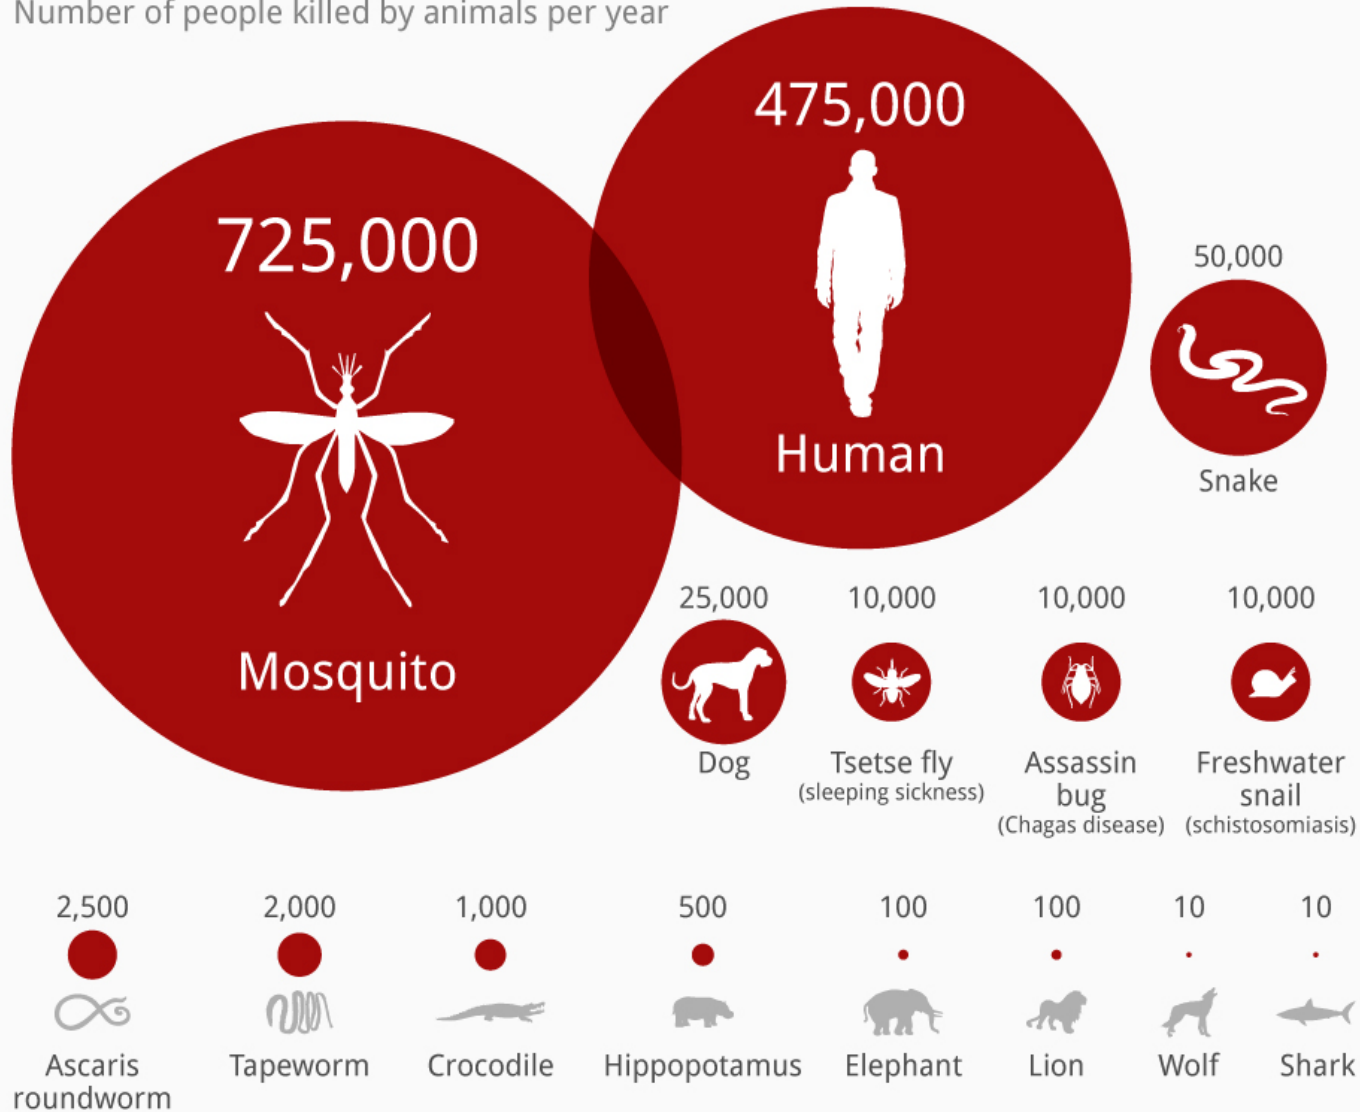 Number of people killed by animals per year
475,000
Human
725,000
Mosquito
50,000
Snake
25,000
Dog
10,000
Tsetse fly
(sleeping sickness)
10,000
Assassin
bug
(Chagas disease)
10,000
Freshwater
snail
(schistosomiasis)
2,500
Ascaris
roundworm
2,000
Tapeworm
1,000
Crocodile
500
Hippopotamus
100
Elephant
100
Lion
10
Wolf
10
Shark